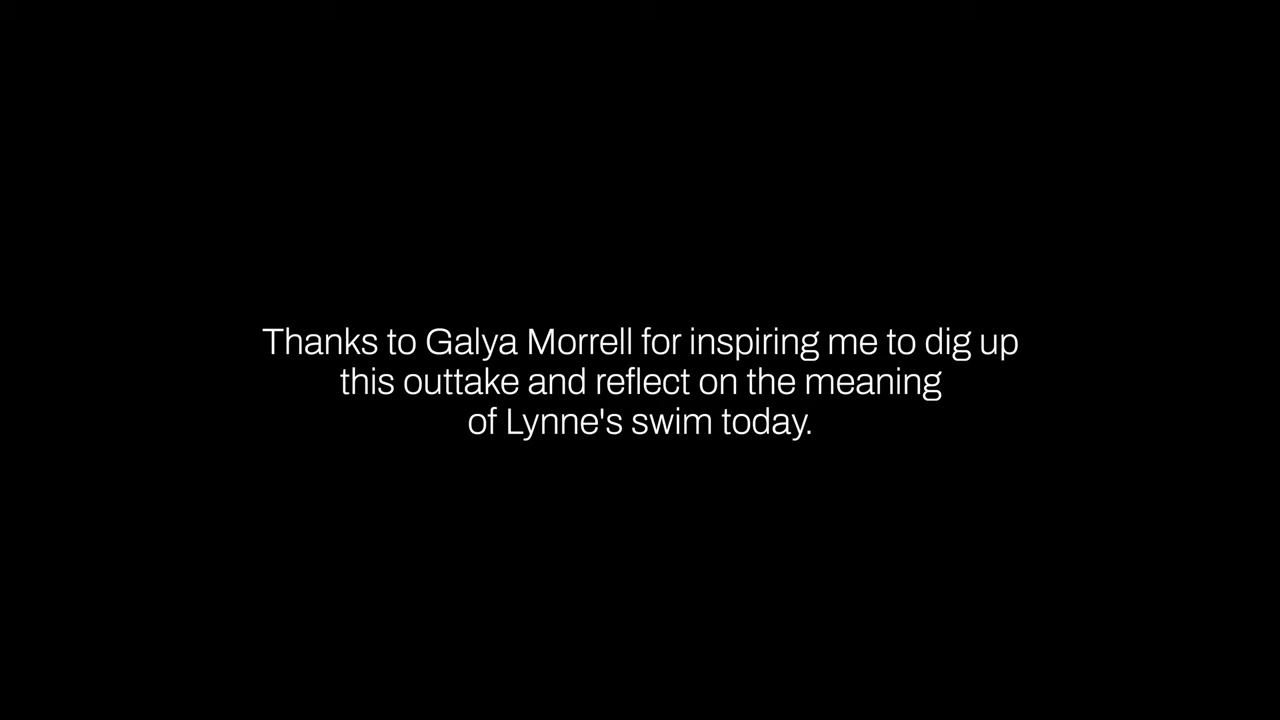 Thanks to Galya Morrell for inspiring me to dig up
this outtake and reflect on the meaning
of Lynne's swim today.